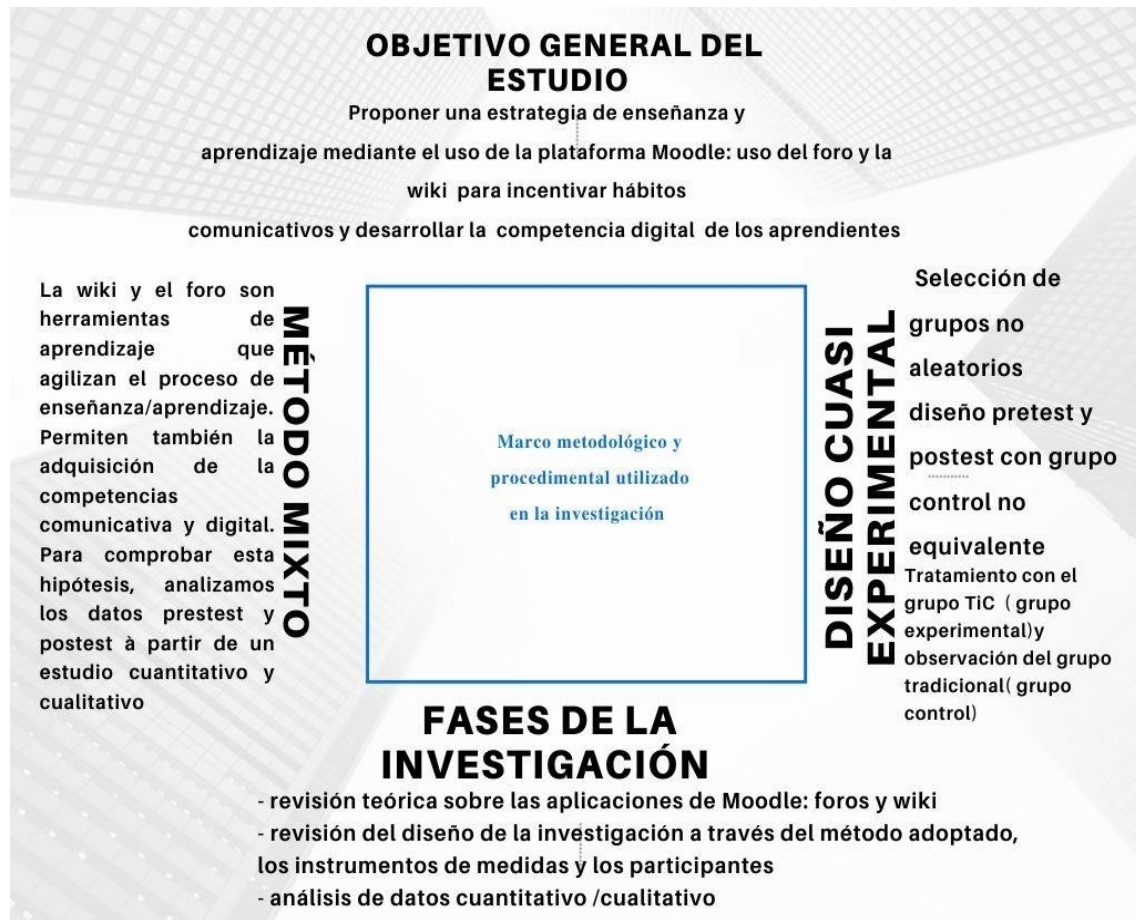 OBJETIVO GENERAL DEL
ESTUDIO
Proponer una estrategia de enseñanza y
aprendizaje mediante el uso de la plataforma Moodle: uso del foro y la
wiki para incentivar hábitos
comunicativos y desarrollar la competencia digital de los aprendientes
La wiki y el foro son
herramientas de
aprendizaje que
agilizan el proceso de
enseñanza/aprendizaje.
Permiten también la
adquisición de la
competencias
comunicativa y digital.
Para comprobar esta
hipótesis, analizamos
los datos prestest y
postest à partir de un
estudio cuantitativo y
cualitativo
MÉTODO MIXTO
Marco metodológico y
procedimental utilizado
en la investigación
DISEÑO CUASI
EXPERIMENTAL
Selección de
grupos no
aleatorios
diseño pretest y
postest con grupo
control no
equivalente
Tratamiento con el
grupo TiC ( grupo
experimental)y
observación del grupo
tradicional( grupo
control)
FASES DE LA
INVESTIGACIÓN
- revisión teórica sobre las aplicaciones de Moodle: foros y wiki
- revisión del diseño de la investigación a través del método adoptado,
los instrumentos de medidas y los participantes
- análisis de datos cuantitativo /cualitativo